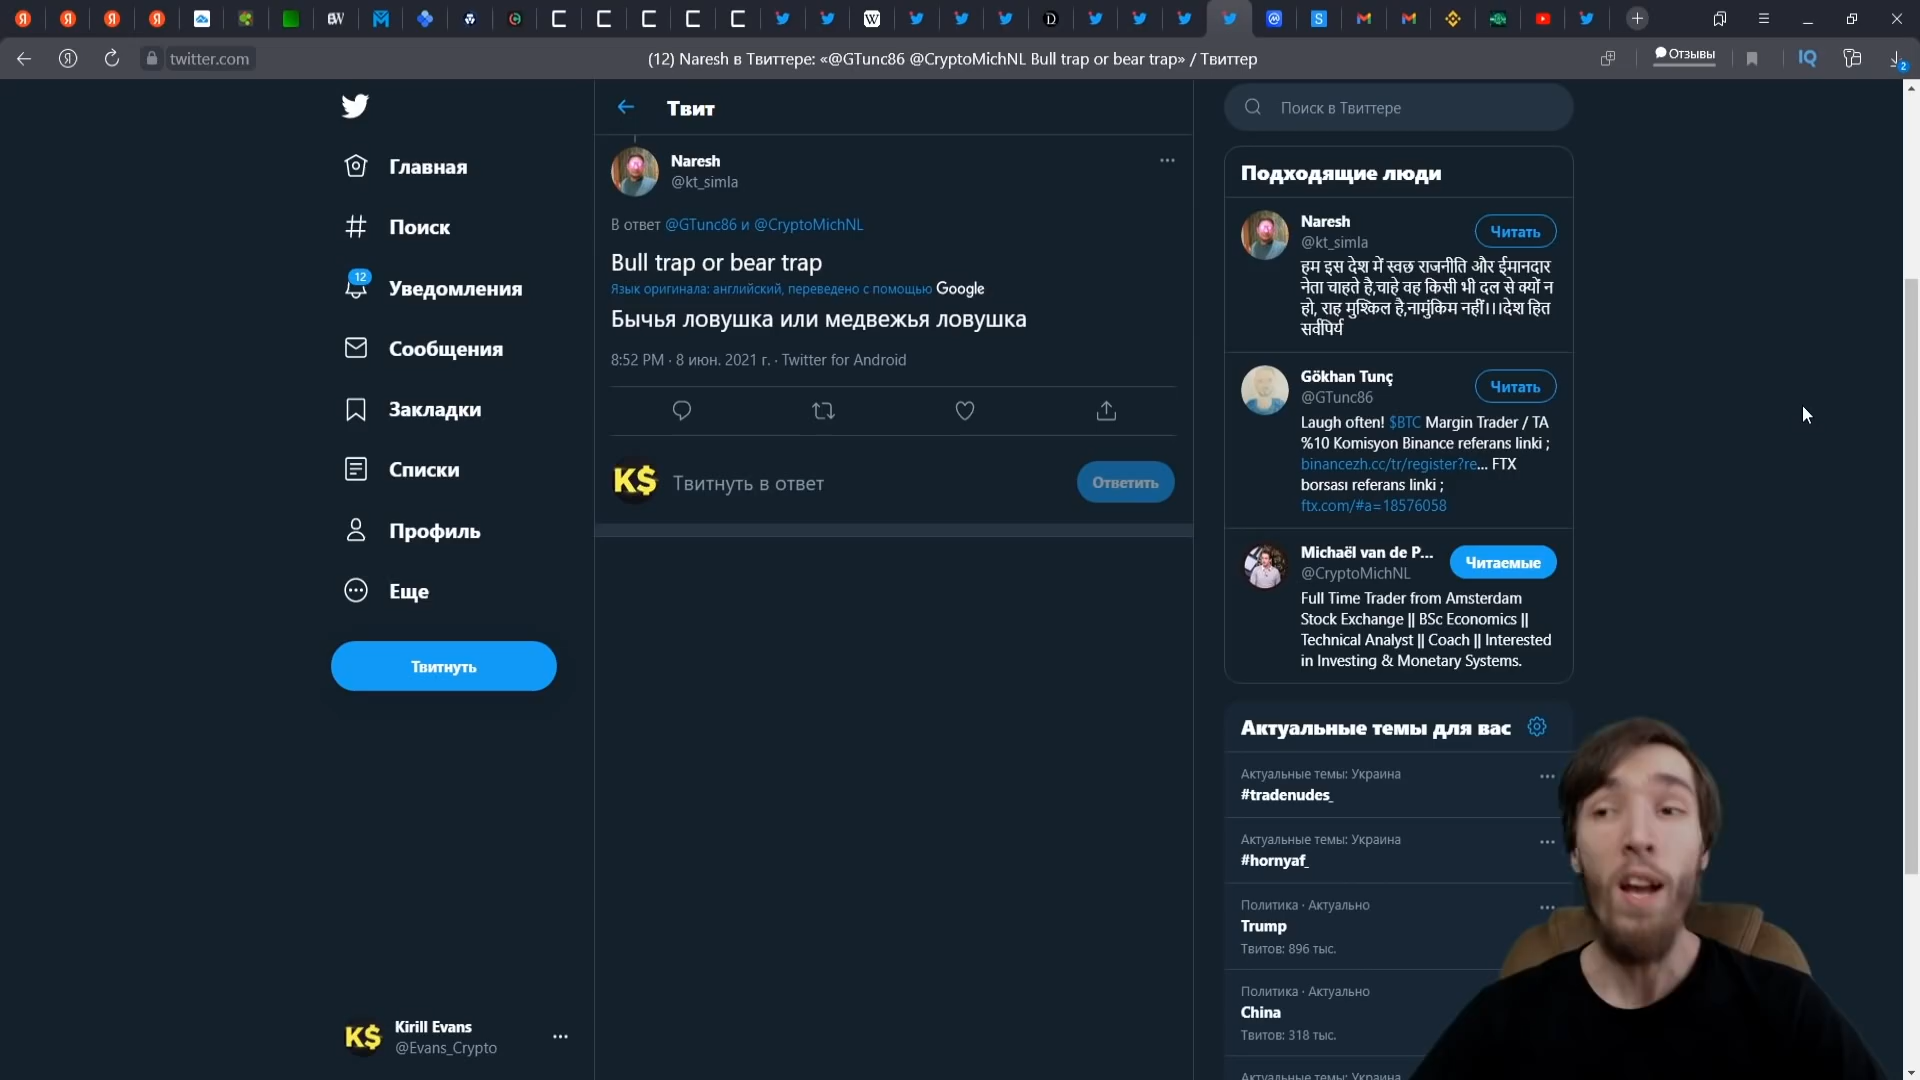 twitter.com
(12) Naresh в Твиттере: «@GTunc86 @CryptoMichNL Bull trap or bear trap» / Твиттер
Отзывы
IQ
2
Главная
Поиск
12
Уведомления
Сообщения
Закладки
Списки
Профиль
Еще
Твитнуть
K$
Kirill Evans
@Evans_Crypto
Твит
Naresh
@kt_simla
В ответ @GTunc86 и @CryptoMichNL
Bull trap or bear trap
Язык оригинала: английский, переведено с помощью Google
Бычья ловушка или медвежья ловушка
8:52 PM · 8 июн. 2021 г. · Twitter for Android
K$
Твитнуть в ответ
Ответить
Поиск в Твиттере
Подходящие люди
Naresh
@kt_simla
Читать
हम इस देश में स्वछ राजनीति और ईमानदार
नेता चाहते है,चाहे वह किसी भी दल से क्यों न
हो, राह मुश्किल है,नामुंकिम नहीं।।।देश हित
सर्वोपिर्य
Gökhan Tunç
@GTunc86
Читать
Laugh often! $BTC Margin Trader / TA
%10 Komisyon Binance referans linki ;
binancezh.cc/tr/register?re... FTX
borsası referans linki ;
ftx.com/#a=18576058
Michaël van de P...
@CryptoMichNL
Читаемые
Full Time Trader from Amsterdam
Stock Exchange || BSc Economics ||
Technical Analyst || Coach || Interested
in Investing & Monetary Systems.
Актуальные темы для вас
Актуальные темы: Украина
#tradenudes_
Актуальные темы: Украина
#hornyaf_
Политика · Актуально
Trump
Твитов: 896 тыс.
Политика · Актуально
China
Твитов: 318 тыс.
Актуальные темы: Украина